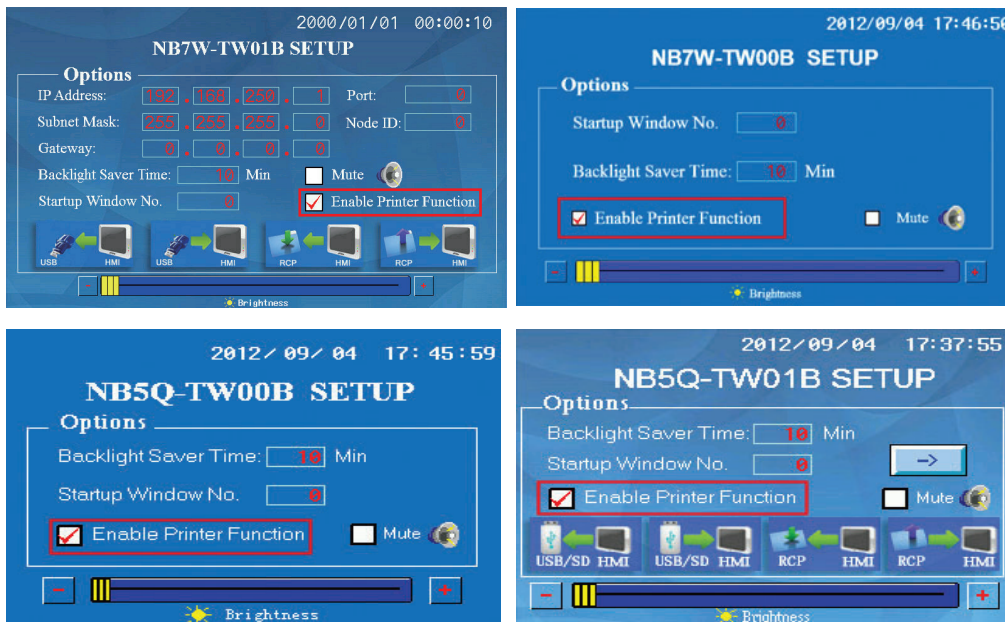 2000/01/01 00:00:10
NB7W-TW01B SETUP
Options
IP Address: 192 . 168 . 250 . 1 Port: 0
Subnet Mask: 255 . 255 . 255 . 0 Node ID: 0
Gateway: 0 . 0 . 0 . 0
Backlight Saver Time: 10 Min Mute
Startup Window No. 0 Enable Printer Function
USB HMI USB HMI RCP HMI RCP HMI
- +
Brightness
2012/09/04 17:46:50
NB7W-TW00B SETUP
Options
Startup Window No. 0
Backlight Saver Time: 10 Min
Enable Printer Function Mute
- +
Brightness
2012/09/04 17:45:59
NB5Q-TW00B SETUP
Options
Backlight Saver Time: 10 Min
Startup Window No. 0
Enable Printer Function Mute
- +
Brightness
2012/09/04 17:37:55
NB5Q-TW01B SETUP
Options
Backlight Saver Time: 10 Min
Startup Window No. 0 ->
Enable Printer Function Mute
USB/SD HMI USB/SD HMI RCP HMI RCP HMI
- +
Brightness